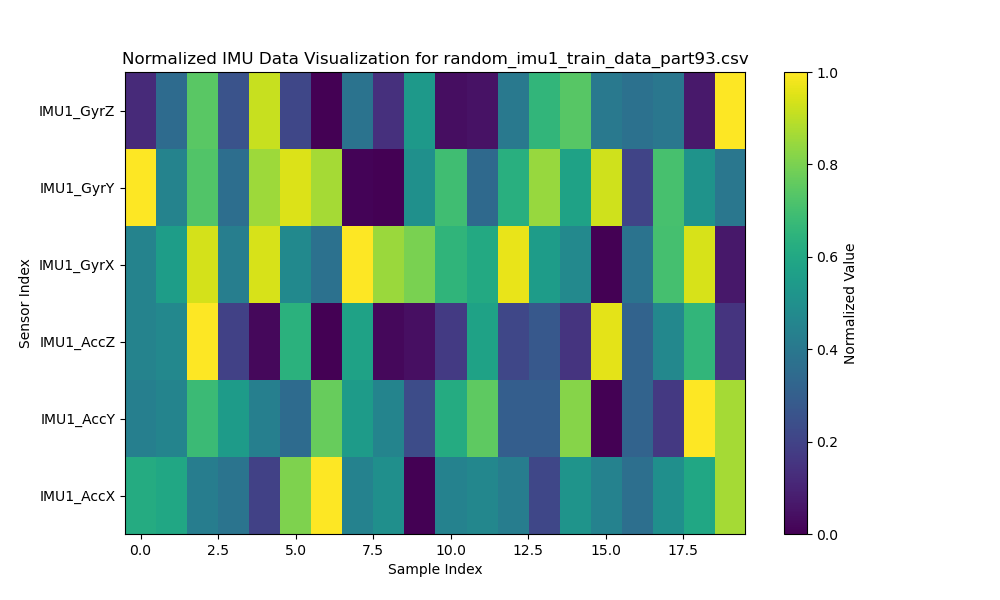 Normalized IMU Data Visualization for random_imu1_train_data_part93.csv
IMU1_GyrZ
IMU1_GyrY
IMU1_GyrX
IMU1_AccZ
IMU1_AccY
IMU1_AccX
Sensor Index
0.0
2.5
5.0
7.5
10.0
12.5
15.0
17.5
Sample Index
1.0
0.8
0.6
0.4
0.2
0.0
Normalized Value